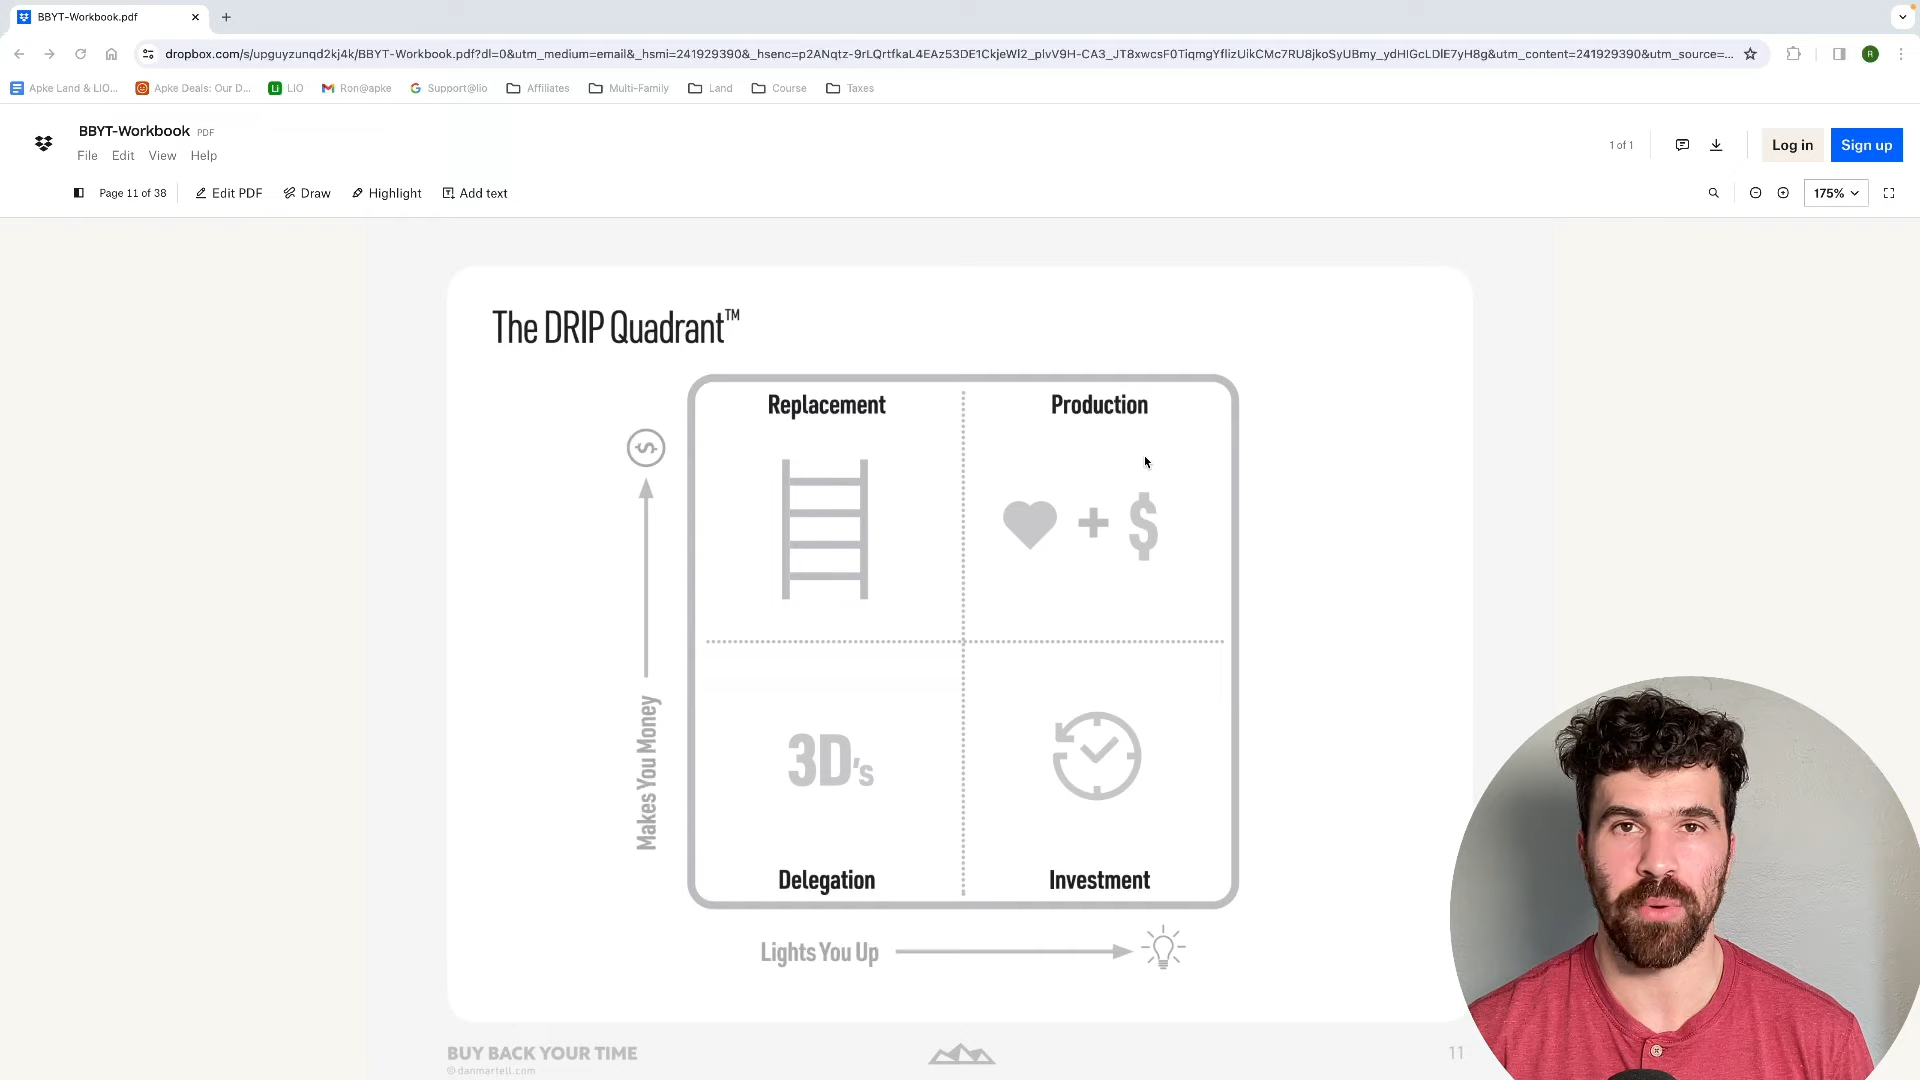 BBYT-Workbook.pdf
dropbox.com/s/upguyzunqd2kj4k/BBYT-Workbook.pdf?dl=0&utm_medium=email&_hsmi=241929390&_hsenc=p2ANqtz-9rLQrtfkaL4EAz53DE1CkjeWl2_plvV9H-CA3_JT8xwcsF0TiqmgYflizUikCMc7RU8jkoSyUBmy_ydHIGcLDlE7yH8g&utm_content=241929390&utm_source=...
R
Apke Land & LIO... Apke Deals: Our D... LIO Ron@apke Support@lio Affiliates Multi-Family Land Course Taxes
BBYT-Workbook PDF
File Edit View Help
1 of 1
Log in
Sign up
Page 11 of 38 Edit PDF Draw Highlight Add text
175%
The DRIP Quadrant™
Replacement
Production
$
+ $
Makes You Money
3D's
Delegation
Investment
Lights You Up
BUY BACK YOUR TIME
© danmartell.com
11